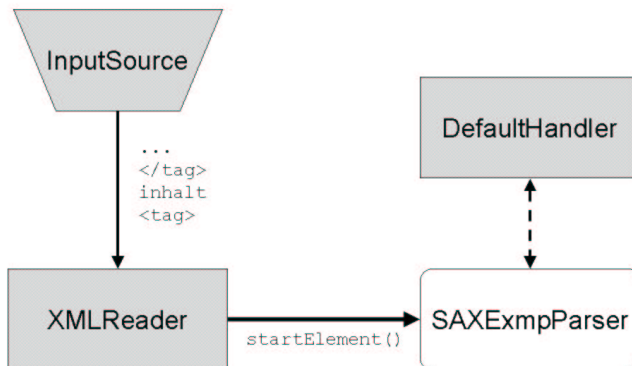 InputSource
DefaultHandler
...
</tag>
inhalt
<tag>
XMLReader
startElement()
SAXExmpParser